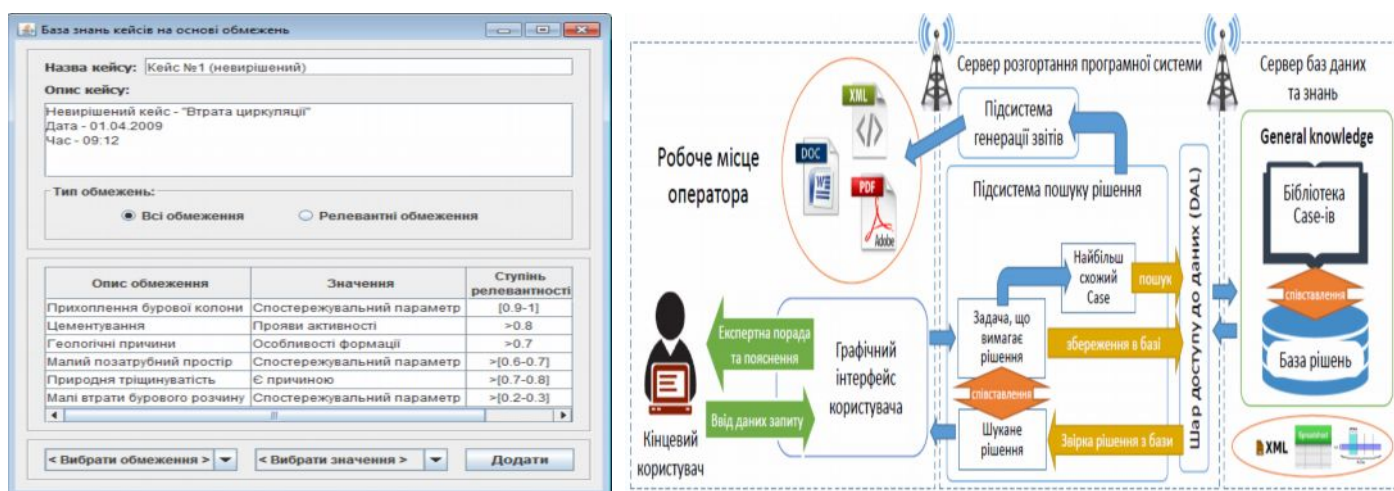 База знань кейсів на основі обмежень
Назва кейсу: Кейс №1 (невирішений)
Опис кейсу:
Невирішений кейс - "Втрата циркуляції"
Дата - 01.04.2009
Час - 09:12
Тип обмежень:
Всі обмеження Релевантні обмеження
Опис обмеження Значення Ступінь релевантності
Прихоплення бурової колони Спостережувальний параметр [0.9-1]
Цементування Прояви активності >0.8
Геологічні причини Особливості формації >0.7
Малий позатрубний простір Спостережувальний параметр >[0.6-0.7]
Природня тріщинуватість Є причиною >[0.7-0.8]
Малі втрати бурового розчину Спостережувальний параметр >[0.2-0.3]
< Вибрати обмеження > < Вибрати значення > Додати
Робоче місце
оператора
XML
DOC
PDF
Adobe
Кінцевий
користувач
Експертна порада
та пояснення
Ввід даних запиту
Графічний
інтерфейс
користувача
Сервер розгортання програмної системи
Підсистема
генерації звітів
Підсистема пошуку рішення
Найбільш
схожий
Case
пошук
Задача, що
вимагає
рішення
збереження в базі
співставлення
Шукане
рішення
Звірка рішення з бази
Шар доступу до даних (DAL)
Сервер баз даних
та знань
General knowledge
Бібліотека
Case-ів
співставлення
База рішень
XML